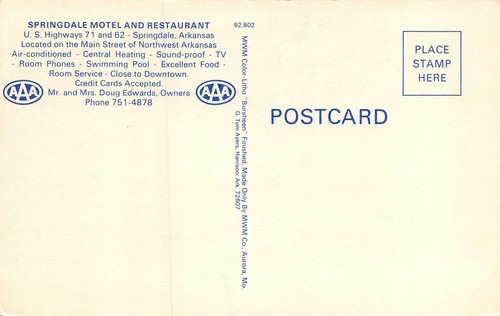 SPRINGDALE MOTEL AND RESTAURANT
U. S. Highways 71 and 62 - Springdale, Arkansas
Located on the Main Street of Northwest Arkansas
Air-conditioned - Central Heating - Sound-proof - TV
- Room Phones - Swimming Pool - Excellent Food -
Room Service - Close to Downtown.
Credit Cards Accepted.
Mr. and Mrs. Doug Edwards, Owners
Phone 751-4878
AAA
AAA
92,802
MWM Color-Litho "Bursheen" Finished, Made Only By MWM Co., Aurora, Mo.
G. Tom Ayers, Harrison, Ark. 72607
POSTCARD
PLACE
STAMP
HERE